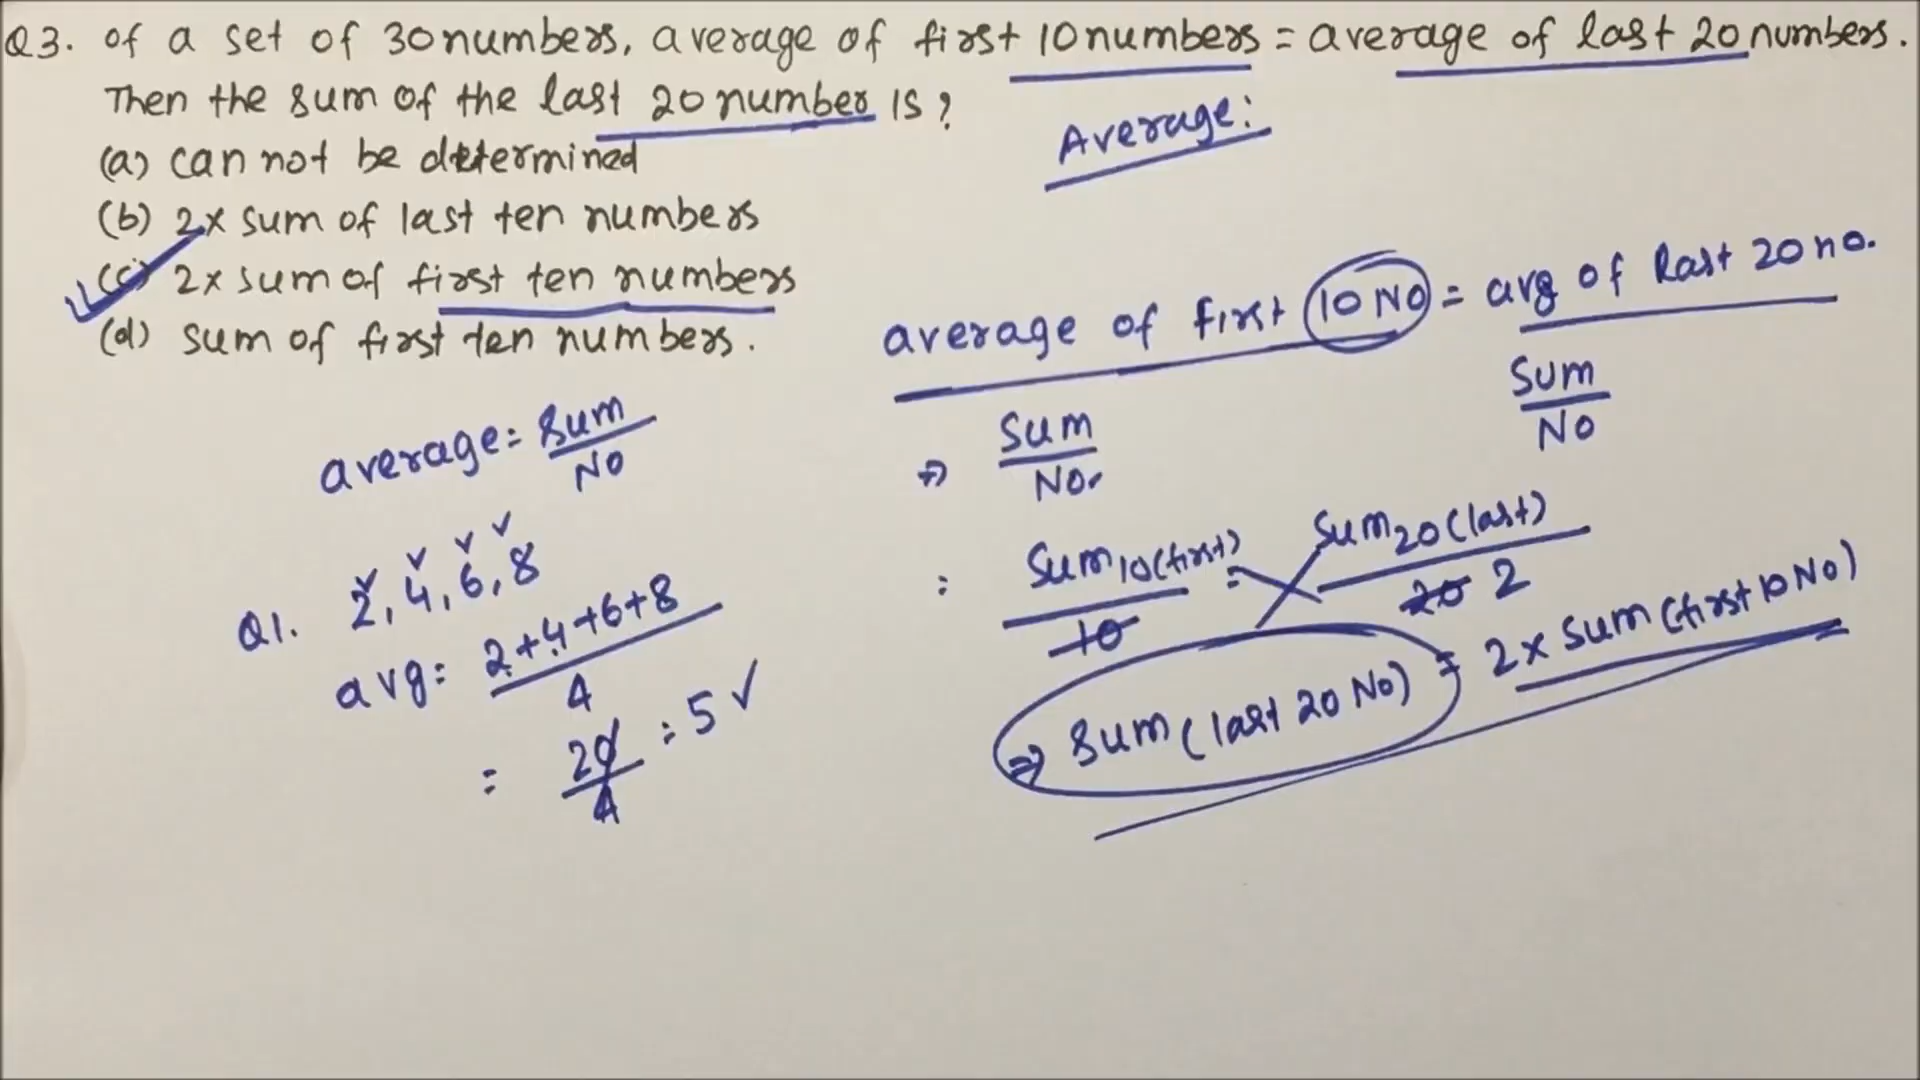 Q3. of a set of 30 numbers, average of first 10 numbers = average of last 20 numbers.
Then the sum of the last 20 number is?
(a) can not be determined
(b) 2x sum of last ten numbers
(c) 2x sum of first ten numbers
(d) sum of first ten numbers.
Average:
average = Sum
No
Q1. 2, 4, 6, 8
avg = 2+4+6+8
4
= 20
4
= 5 ✓
average of first 10 NO = avg of last 20 no.
⇒ Sum
No.
Sum
No
= Sum10(first)
10
= Sum20(last)
20 2
⇒ Sum (last 20 No) = 2x Sum (first 10 No)